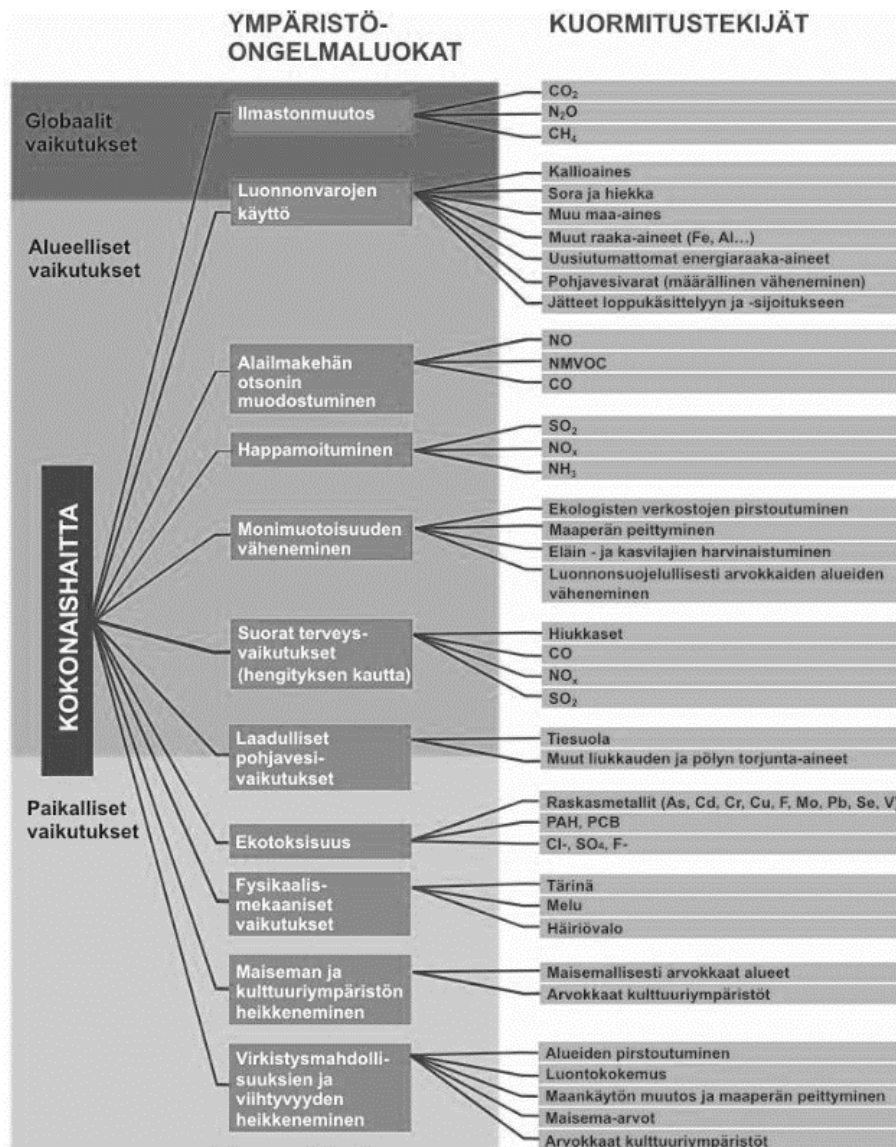 YMPÄRISTÖ-
ONGELMALUOKAT
KUORMITUSTEKIJÄT
Globaalit
vaikutukset
Alueelliset
vaikutukset
Paikalliset
vaikutukset
KOKONAISHAITTA
Ilmastonmuutos
CO₂
N₂O
CH₄
Luonnonvarojen
käyttö
Kallioaines
Sora ja hiekka
Muu maa-aines
Muut raaka-aineet (Fe, Al...)
Uusiutumattomat energiaraaka-aineet
Pohjavesivarat (määrällinen väheneminen)
Jätteet loppukäsittelyyn ja -sijoitukseen
Alailmakehän
otsonin
muodostuminen
NO
NMVOC
CO
Happamoituminen
SO₂
NOₓ
NH₃
Monimuotoisuuden
väheneminen
Ekologisten verkostojen pirstoutuminen
Maaperän peittyminen
Eläin - ja kasvilajien harvinaistuminen
Luonnonsuojelullisesti arvokkaiden alueiden
väheneminen
Suorat terveys-
vaikutukset
(hengityksen kautta)
Hiukkaset
CO
NOₓ
SO₂
Laadulliset
pohjavesi-
vaikutukset
Tiesuola
Muut liukkauden ja pölyn torjunta-aineet
Ekotoksisuus
Raskasmetallit (As, Cd, Cr, Cu, F, Mo, Pb, Se, V)
PAH, PCB
Cl-, SO₄, F-
Fysikaalis-
mekaaniset
vaikutukset
Tärinä
Melu
Häiriövalo
Maiseman ja
kulttuuriympäristön
heikkeneminen
Maisemallisesti arvokkaat alueet
Arvokkaat kulttuuriympäristöt
Virkistysmahdolli-
suuksien ja
viihtyvyyden
heikkeneminen
Alueiden pirstoutuminen
Luontokokemus
Maankäytön muutos ja maaperän peittyminen
Maisema-arvot
Arvokkaat kulttuuriympäristöt